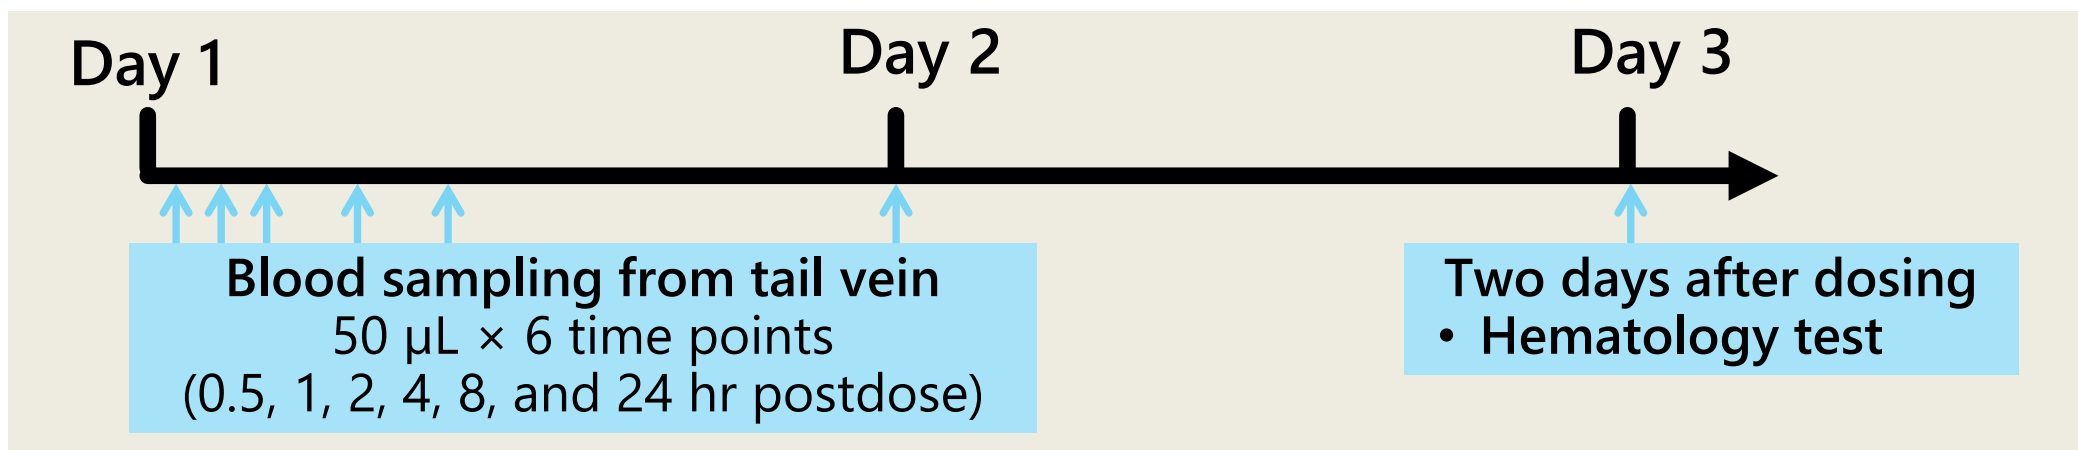 Day 1
Day 2
Day 3
Blood sampling from tail vein
50 μL × 6 time points
(0.5, 1, 2, 4, 8, and 24 hr postdose)
Two days after dosing
• Hematology test